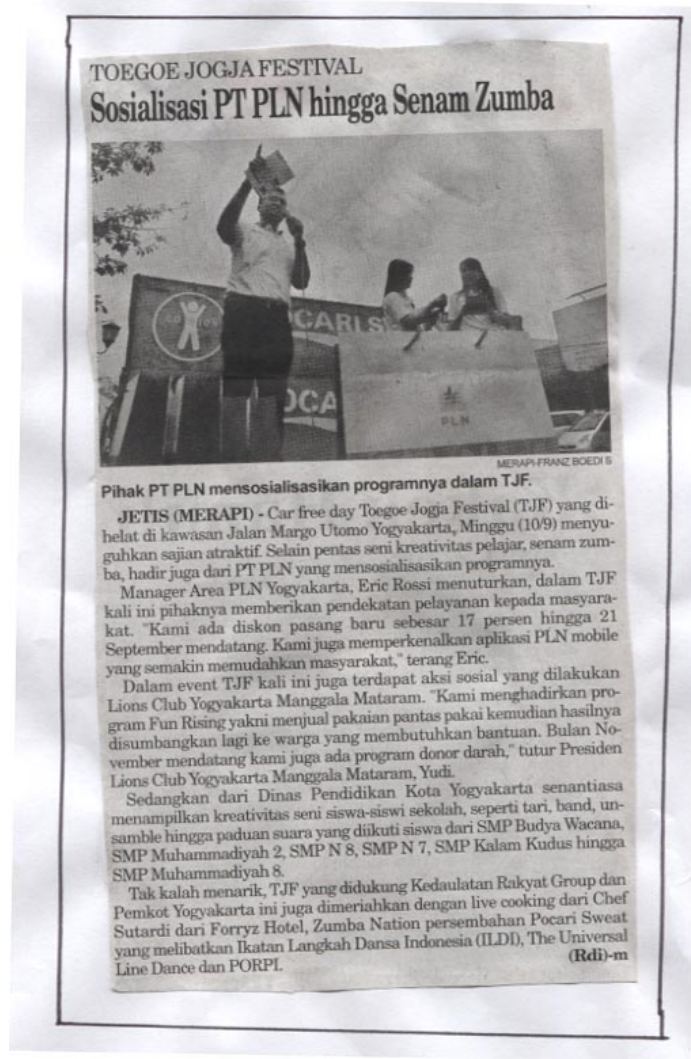 TOEGOE JOGJA FESTIVAL
Sosialisasi PT PLN hingga Senam Zumba
OCARI S
OCA
PLN
MERAPI-FRANZ BOEDI S
Pihak PT PLN mensosialisasikan programnya dalam TJF.
JETIS (MERAPI) - Car free day Toegoe Jogja Festival (TJF) yang di-
helat di kawasan Jalan Margo Utomo Yogyakarta, Minggu (10/9) menyu-
guhkan sajian atraktif. Selain pentas seni kreativitas pelajar, senam zum-
ba, hadir juga dari PT PLN yang mensosialisasikan programnya.
Manager Area PLN Yogyakarta, Eric Rossi menuturkan, dalam TJF
kali ini pihaknya memberikan pendekatan pelayanan kepada masyara-
kat. "Kami ada diskon pasang baru sebesar 17 persen hingga 21
September mendatang. Kami juga memperkenalkan aplikasi PLN mobile
yang semakin memudahkan masyarakat," terang Eric.
Dalam event TJF kali ini juga terdapat aksi sosial yang dilakukan
Lions Club Yogyakarta Manggala Mataram. "Kami menghadirkan pro-
gram Fun Rising yakni menjual pakaian pantas pakai kemudian hasilnya
disumbangkan lagi ke warga yang membutuhkan bantuan. Bulan No-
vember mendatang kami juga ada program donor darah," tutur Presiden
Lions Club Yogyakarta Manggala Mataram, Yudi.
Sedangkan dari Dinas Pendidikan Kota Yogyakarta senantiasa
menampilkan kreativitas seni siswa-siswi sekolah, seperti tari, band, un-
samble hingga paduan suara yang diikuti siswa dari SMP Budya Wacana,
SMP Muhammadiyah 2, SMP N 8, SMP N 7, SMP Kalam Kudus hingga
SMP Muhammadiyah 8.
Tak kalah menarik, TJF yang didukung Kedaulatan Rakyat Group dan
Pemkot Yogyakarta ini juga dimeriahkan dengan live cooking dari Chef
Sutardi dari Forryz Hotel, Zumba Nation persembahan Pocari Sweat
yang melibatkan Ikatan Langkah Dansa Indonesia (ILDI), The Universal
Line Dance dan PORPI. (Rdi)-m